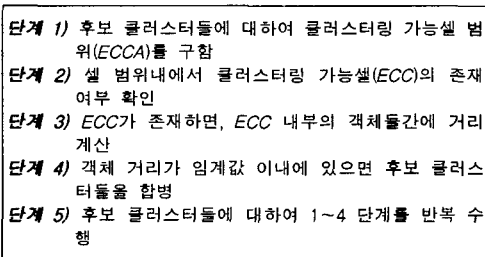 단계 1) 후보 클러스터들에 대하여 클러스터링 가능셀 범
위(ECCA)를 구함
단계 2) 셀 범위내에서 클러스터링 가능셀(ECC)의 존재
여부 확인
단계 3) ECC가 존재하면, ECC 내부의 객체들간에 거리
계산
단계 4) 객체 거리가 임계값 이내에 있으면 후보 클러스
터들을 합병
단계 5) 후보 클러스터들에 대하여 1~4 단계를 반복 수
행